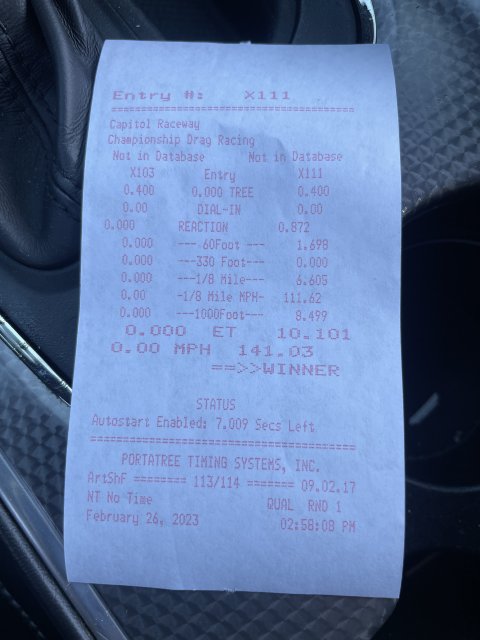 Entry #: X111
=====================================
Capitol Raceway
Championship Drag Racing
Not in Database Not in Database
X103 Entry X111
0.400 0.000 TREE 0.400
0.00 DIAL-IN 0.00
0.000 REACTION 0.872
0.000 --- 60Foot --- 1.698
0.000 ---330 Foot--- 0.000
0.000 ---1/8 Mile--- 6.605
0.00 -1/8 Mile MPH- 111.62
0.000 ---1000Foot--- 8.499
0.000 ET 10.101
0.00 MPH 141.03
==>>WINNER
STATUS
Autostart Enabled: 7.009 Secs Left
=====================================
PORTATREE TIMING SYSTEMS, INC.
ArtShF ======== 113/114 ======= 09.02.17
NT No Time QUAL RND 1
February 26, 2023 02:58:08 PM